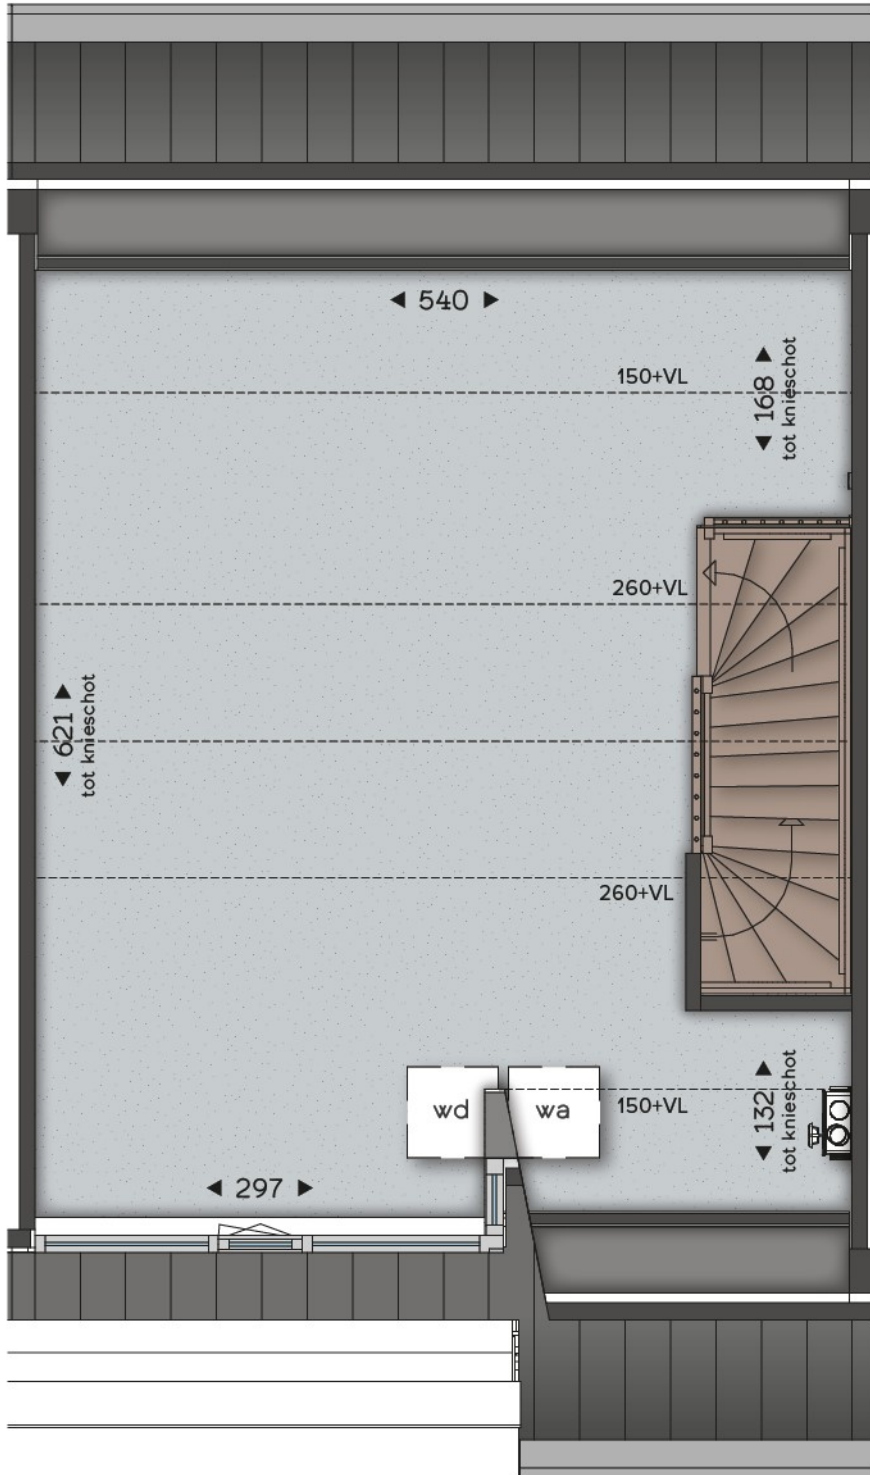 ◄ 540 ►
150+VL
◄ 168 ►
tot knieschot
260+VL
◄ 621 ►
tot knieschot
260+VL
wd
wa
150+VL
◄ 132 ►
tot knieschot
◄ 297 ►